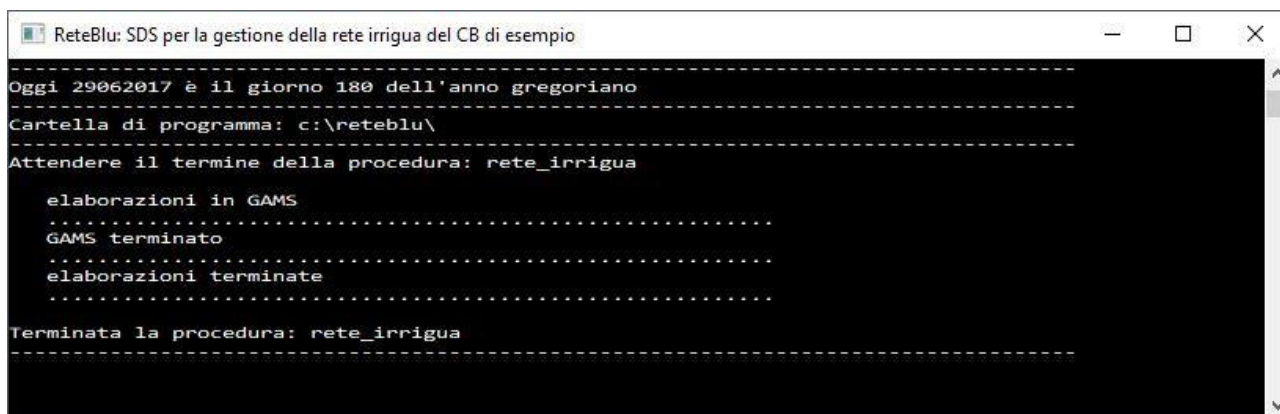 ReteBlu: SDS per la gestione della rete irrigua del CB di esempio
--------------------------------------------------------------------------------
Oggi 29062017 è il giorno 180 dell'anno gregoriano
--------------------------------------------------------------------------------
Cartella di programma: c:\reteblu\
--------------------------------------------------------------------------------
Attendere il termine della procedura: rete_irrigua
elaborazioni in GAMS
..........................................................
GAMS terminato
..........................................................
elaborazioni terminate
..........................................................
Terminata la procedura: rete_irrigua
--------------------------------------------------------------------------------